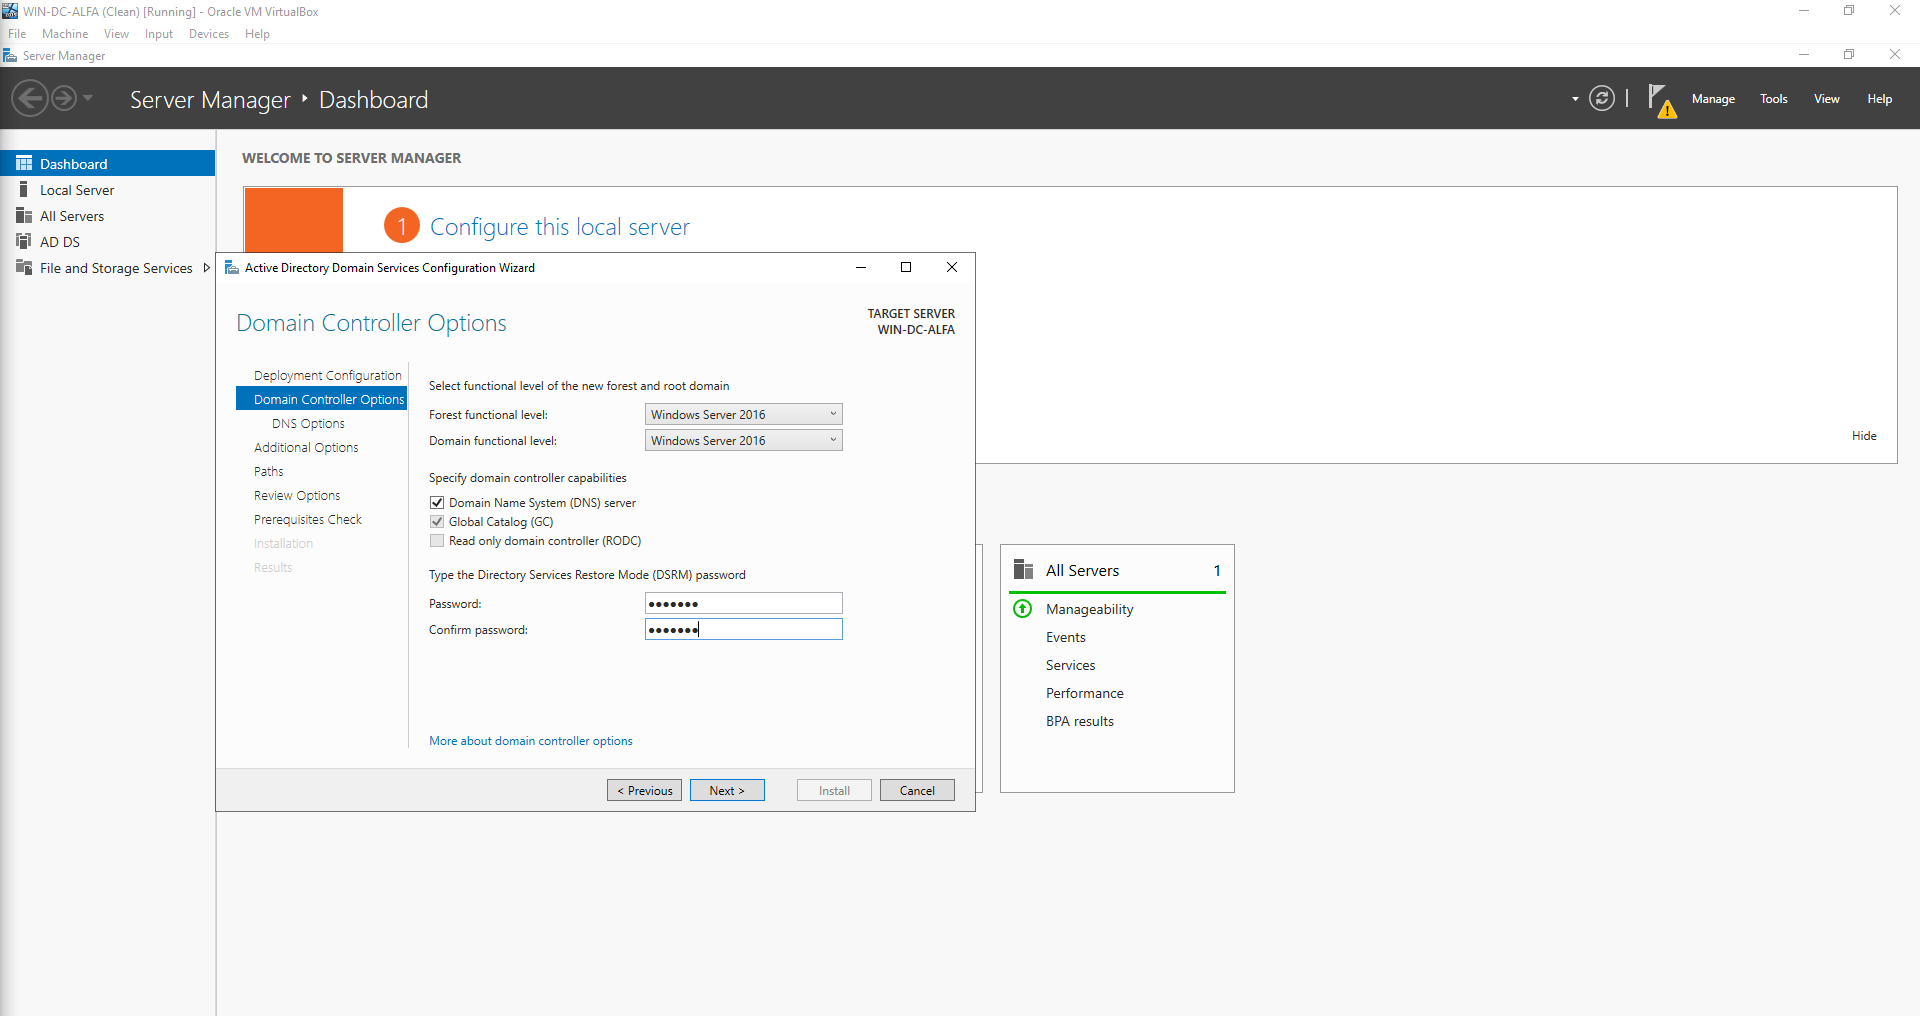 WIN-DC-ALFA (Clean) [Running] - Oracle VM VirtualBox
File Machine View Input Devices Help
Server Manager
Server Manager ‣ Dashboard
Manage Tools View Help
Dashboard
Local Server
All Servers
AD DS
File and Storage Services
WELCOME TO SERVER MANAGER
1 Configure this local server
Hide
Active Directory Domain Services Configuration Wizard
Domain Controller Options
TARGET SERVER
WIN-DC-ALFA
Deployment Configuration
Domain Controller Options
DNS Options
Additional Options
Paths
Review Options
Prerequisites Check
Installation
Results
Select functional level of the new forest and root domain
Forest functional level: Windows Server 2016
Domain functional level: Windows Server 2016
Specify domain controller capabilities
Domain Name System (DNS) server
Global Catalog (GC)
Read only domain controller (RODC)
Type the Directory Services Restore Mode (DSRM) password
Password: •••••••
Confirm password: •••••••
More about domain controller options
< Previous Next > Install Cancel
All Servers 1
Manageability
Events
Services
Performance
BPA results